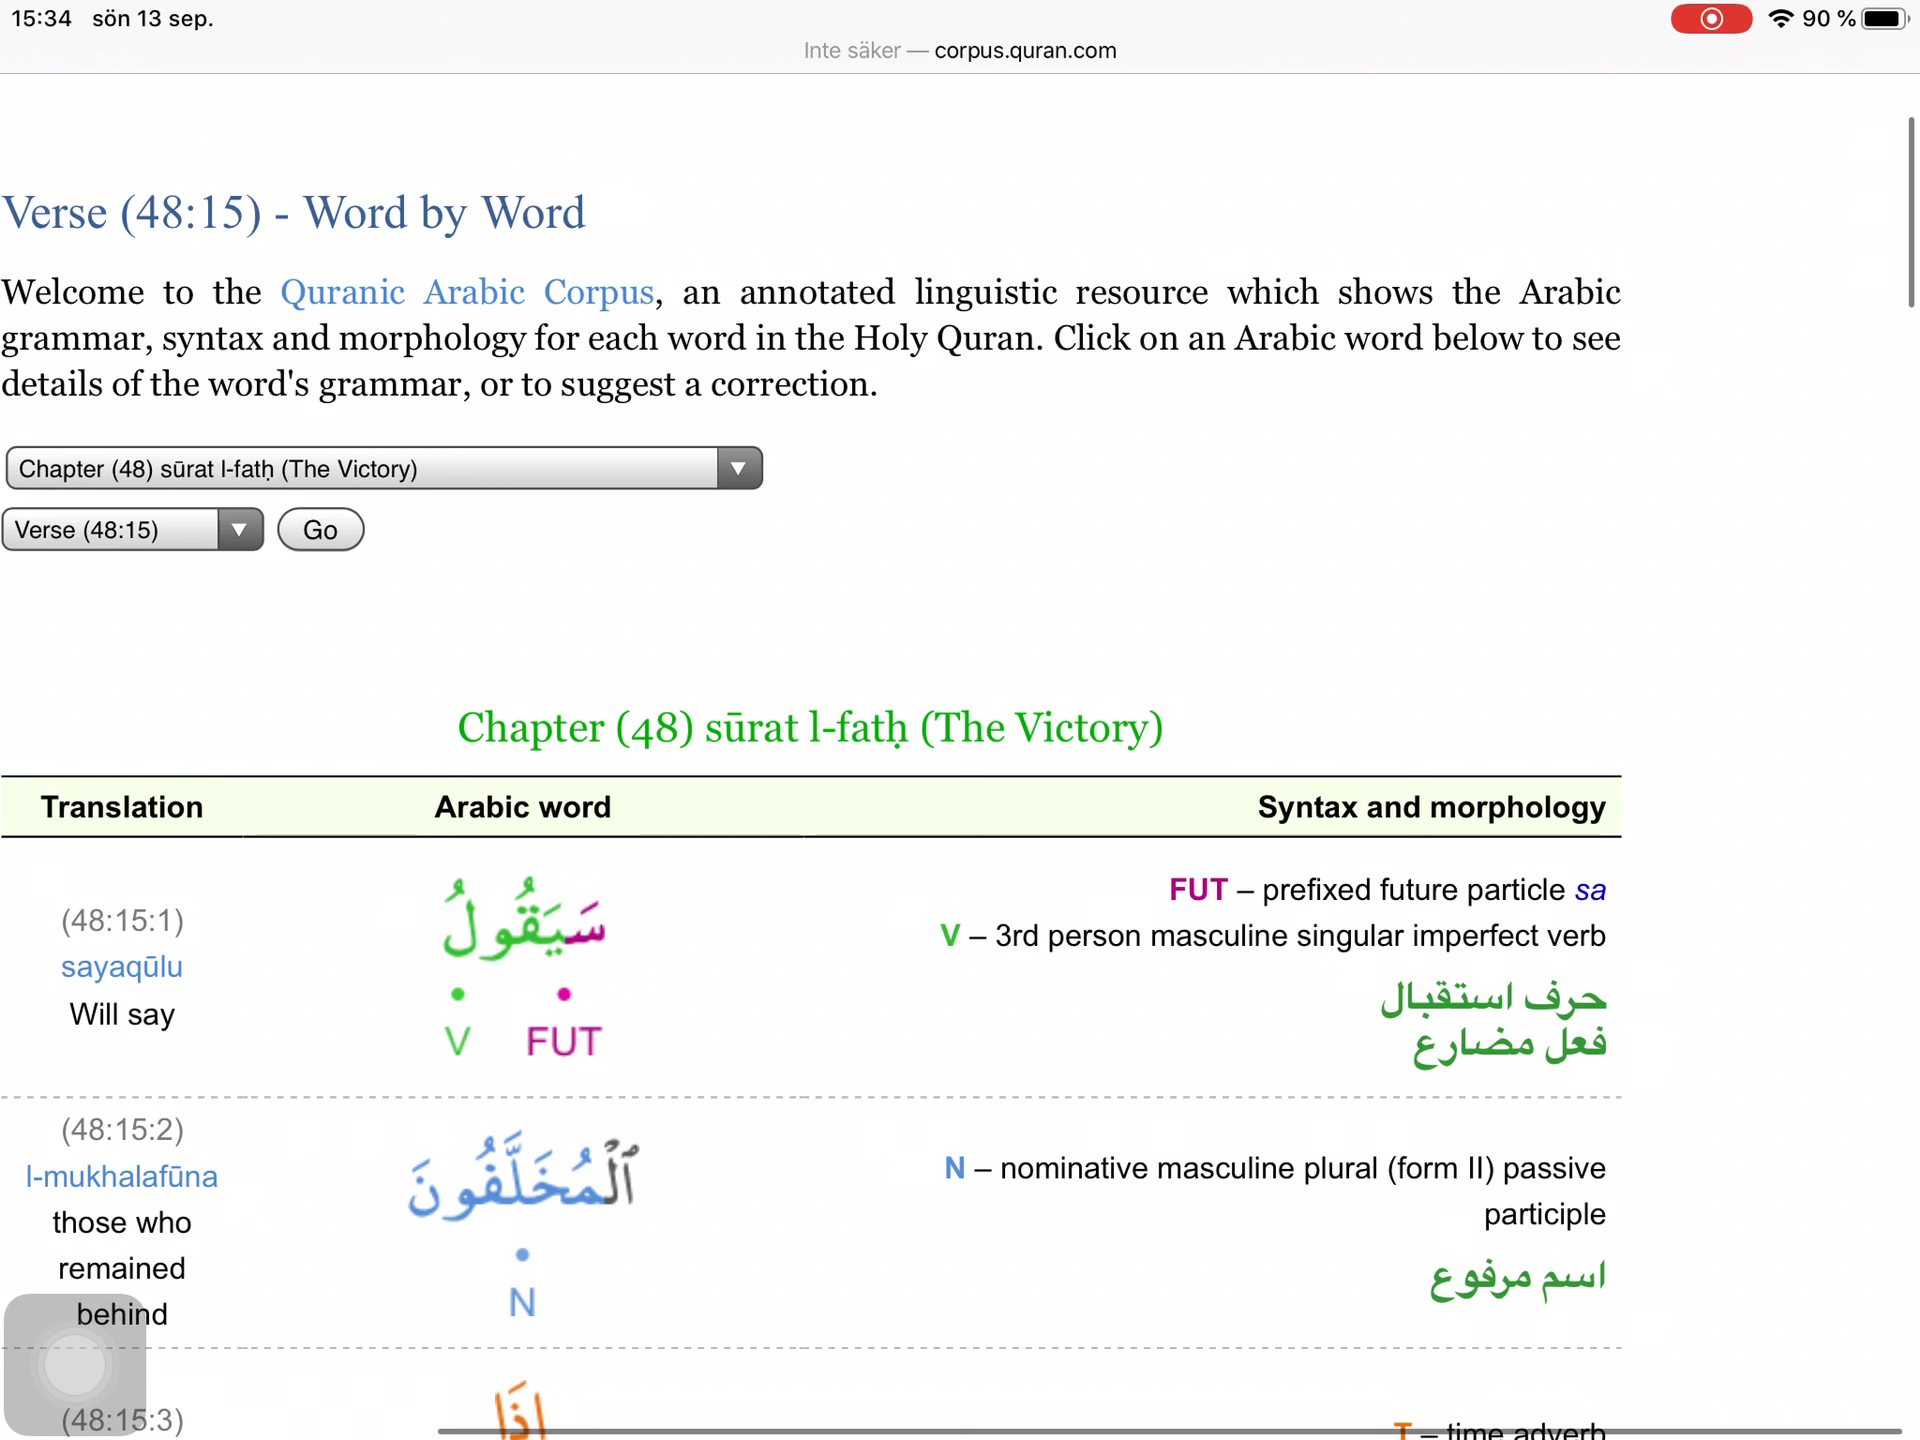 15:34 sön 13 sep.
90 %
Inte säker — corpus.quran.com
Verse (48:15) - Word by Word
Welcome to the Quranic Arabic Corpus, an annotated linguistic resource which shows the Arabic
grammar, syntax and morphology for each word in the Holy Quran. Click on an Arabic word below to see
details of the word's grammar, or to suggest a correction.
Chapter (48) sūrat l-fatḥ (The Victory)
Verse (48:15)
Go
Chapter (48) sūrat l-fatḥ (The Victory)
Translation
Arabic word
Syntax and morphology
(48:15:1)
sayaqūlu
Will say
سَيَقُولُ
V FUT
FUT – prefixed future particle sa
V – 3rd person masculine singular imperfect verb
حرف استقبال
فعل مضارع
(48:15:2)
l-mukhalafūna
those who
remained
behind
ٱلْمُخَلَّفُونَ
N
N – nominative masculine plural (form II) passive
participle
اسم مرفوع
(48:15:3)
إِذَا
T – time adverb